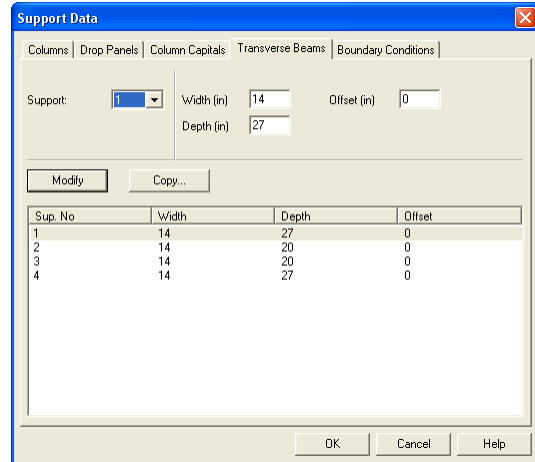 Support Data
Columns Drop Panels Column Capitals Transverse Beams Boundary Conditions
Support: 1 Width (in) 14 Offset (in) 0
Depth (in) 27
Modify Copy...
Sup. No Width Depth Offset
1 14 27 0
2 14 20 0
3 14 20 0
4 14 27 0
OK Cancel Help